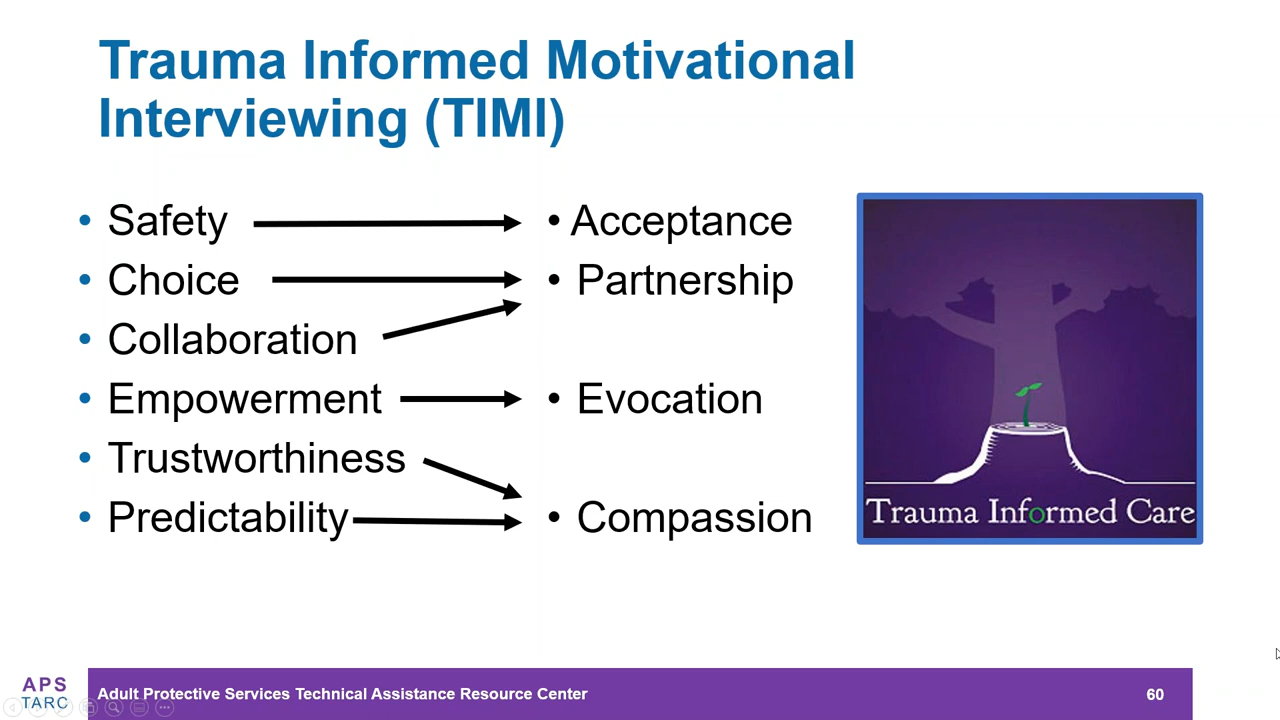 Trauma Informed Motivational
Interviewing (TIMI)
• Safety
• Choice
• Collaboration
• Empowerment
• Trustworthiness
• Predictability
• Acceptance
• Partnership
• Evocation
• Compassion
Trauma Informed Care
APS
TARC
Adult Protective Services Technical Assistance Resource Center
60